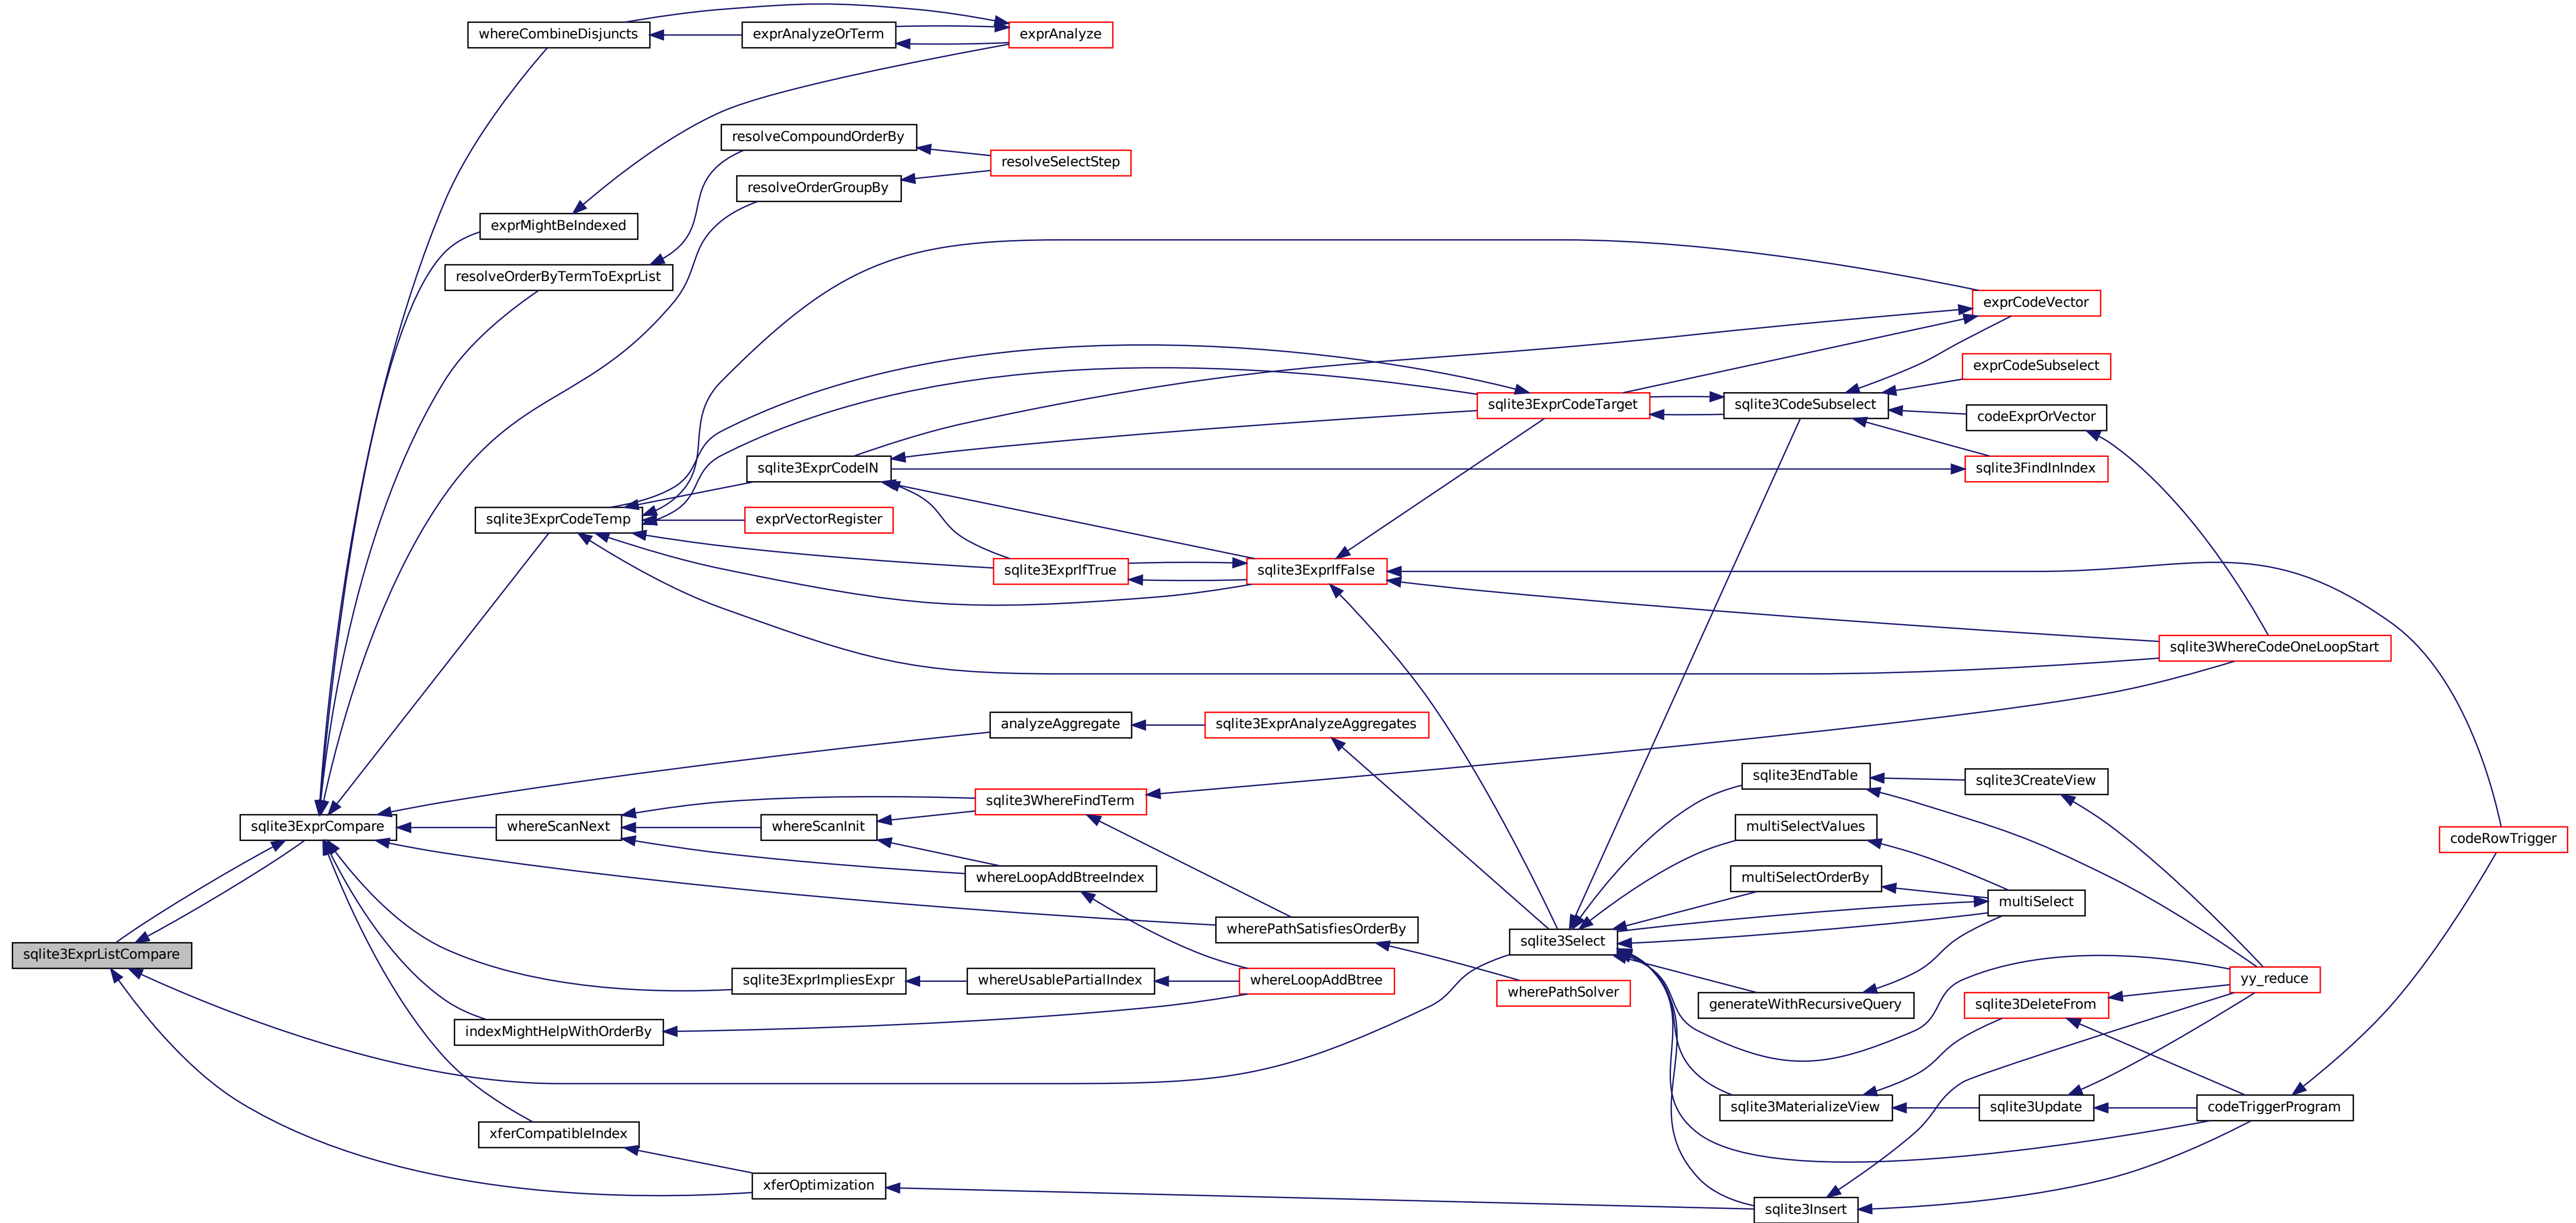 whereCombineDisjuncts
exprAnalyzeOrTerm
exprAnalyze
resolveCompoundOrderBy
resolveSelectStep
resolveOrderGroupBy
exprMightBeIndexed
resolveOrderByTermToExprList
exprCodeVector
exprCodeSubselect
sqlite3ExprCodeTarget
sqlite3CodeSubselect
codeExprOrVector
sqlite3ExprCodeIN
sqlite3FindInIndex
sqlite3ExprCodeTemp
exprVectorRegister
sqlite3ExprIfTrue
sqlite3ExprIfFalse
sqlite3WhereCodeOneLoopStart
analyzeAggregate
sqlite3ExprAnalyzeAggregates
sqlite3EndTable
sqlite3CreateView
sqlite3WhereFindTerm
sqlite3ExprCompare
whereScanNext
whereScanInit
multiSelectValues
codeRowTrigger
whereLoopAddBtreeIndex
multiSelectOrderBy
multiSelect
wherePathSatisfiesOrderBy
sqlite3Select
sqlite3ExprListCompare
sqlite3ExprImpliesExpr
whereUsablePartialIndex
whereLoopAddBtree
yy_reduce
wherePathSolver
generateWithRecursiveQuery
sqlite3DeleteFrom
indexMightHelpWithOrderBy
sqlite3MaterializeView
sqlite3Update
codeTriggerProgram
xferCompatibleIndex
xferOptimization
sqlite3Insert